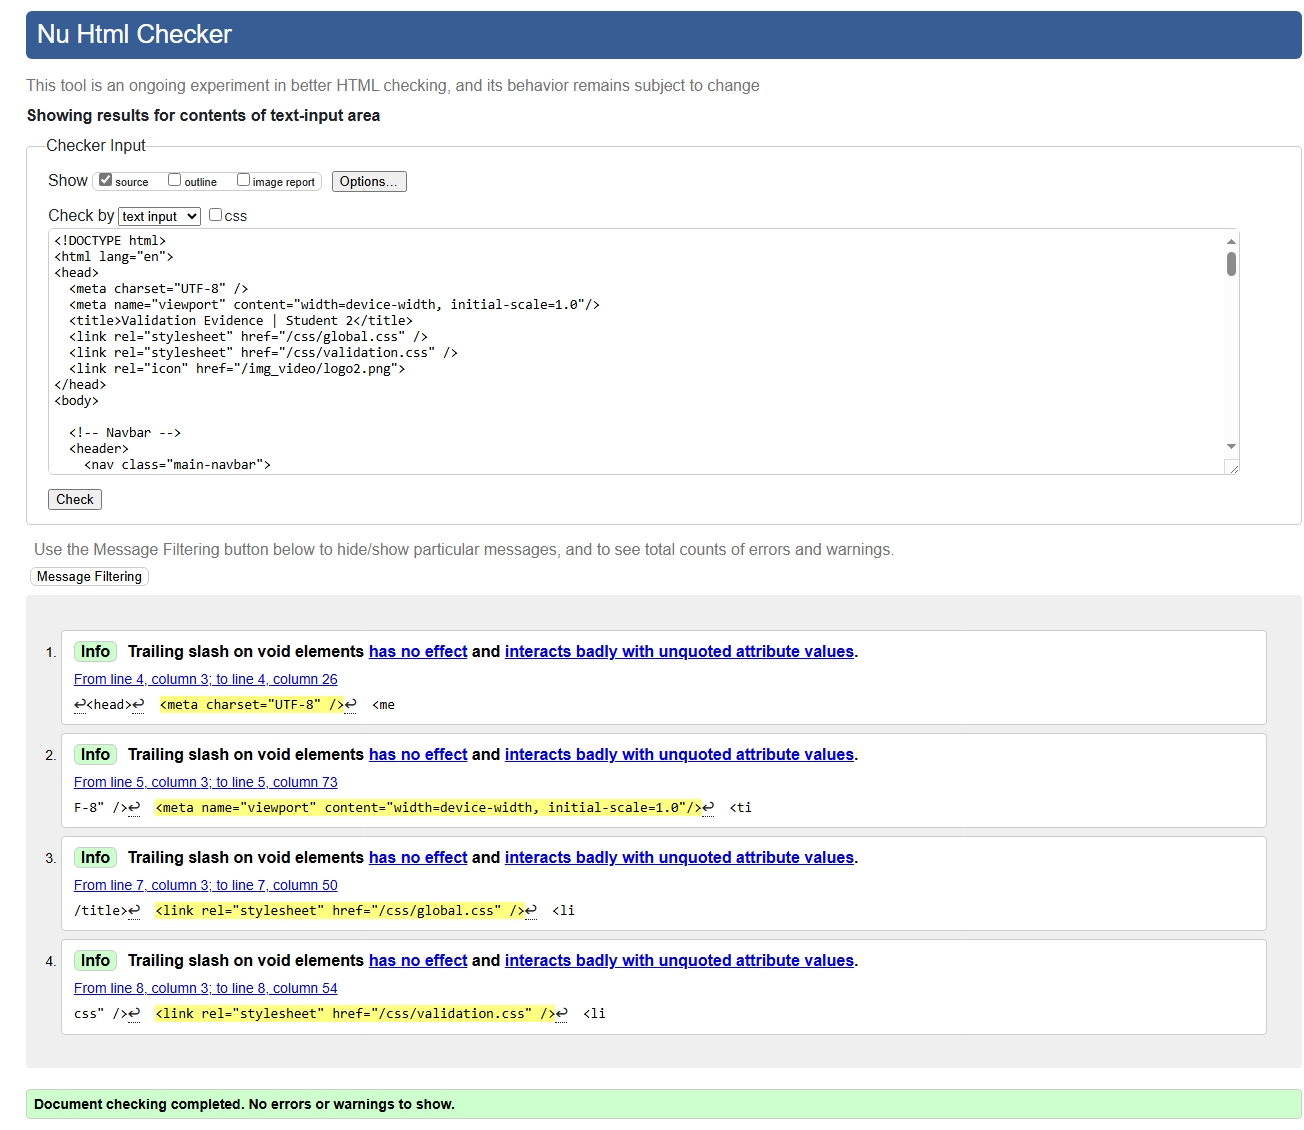 Nu Html Checker
This tool is an ongoing experiment in better HTML checking, and its behavior remains subject to change
Showing results for contents of text-input area
Checker Input
Show source outline image report Options...
Check by text input css
<!DOCTYPE html>
<html lang="en">
<head>
  <meta charset="UTF-8" />
  <meta name="viewport" content="width=device-width, initial-scale=1.0"/>
  <title>Validation Evidence | Student 2</title>
  <link rel="stylesheet" href="/css/global.css" />
  <link rel="stylesheet" href="/css/validation.css" />
  <link rel="icon" href="/img_video/logo2.png">
</head>
<body>
  <!-- Navbar -->
  <header>
    <nav class="main-navbar">
Check
Use the Message Filtering button below to hide/show particular messages, and to see total counts of errors and warnings.
Message Filtering
1. Info Trailing slash on void elements has no effect and interacts badly with unquoted attribute values.
From line 4, column 3; to line 4, column 26
↩<head>↩  <meta charset="UTF-8" />↩  <me
2. Info Trailing slash on void elements has no effect and interacts badly with unquoted attribute values.
From line 5, column 3; to line 5, column 73
F-8" />↩  <meta name="viewport" content="width=device-width, initial-scale=1.0"/>↩  <ti
3. Info Trailing slash on void elements has no effect and interacts badly with unquoted attribute values.
From line 7, column 3; to line 7, column 50
/title>↩  <link rel="stylesheet" href="/css/global.css" />↩  <li
4. Info Trailing slash on void elements has no effect and interacts badly with unquoted attribute values.
From line 8, column 3; to line 8, column 54
css" />↩  <link rel="stylesheet" href="/css/validation.css" />↩  <li
Document checking completed. No errors or warnings to show.